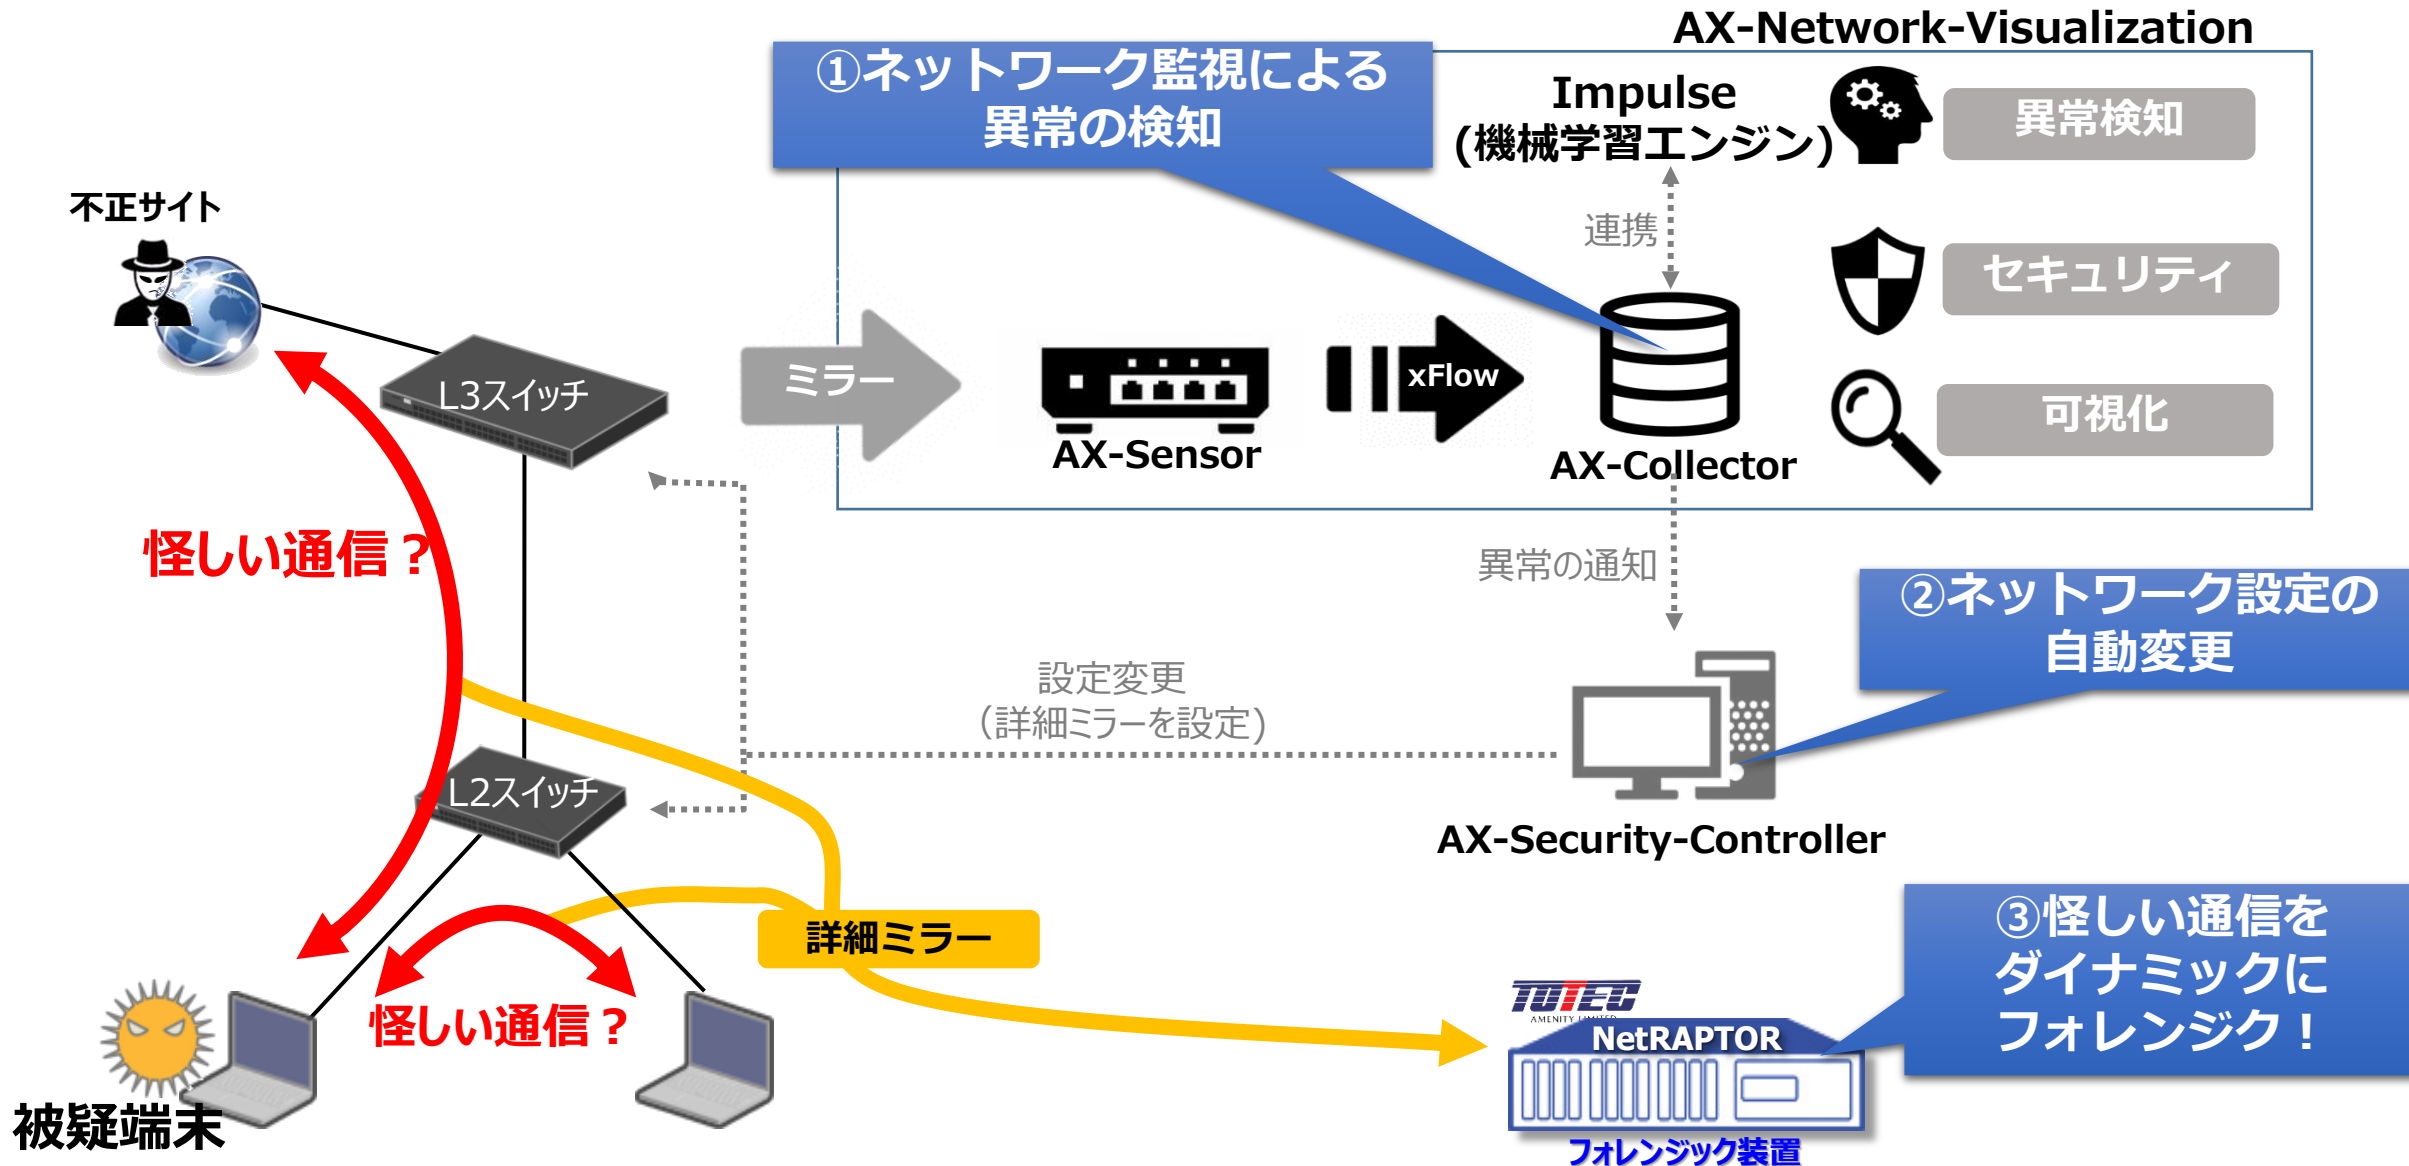 AX-Network-Visualization
①ネットワーク監視による
異常の検知
Impulse
(機械学習エンジン)
異常検知
連携
セキュリティ
可視化
不正サイト
L3スイッチ
ミラー
AX-Sensor
xFlow
AX-Collector
怪しい通信？
異常の通知
②ネットワーク設定の
自動変更
設定変更
（詳細ミラーを設定)
L2スイッチ
AX-Security-Controller
詳細ミラー
③怪しい通信を
ダイナミックに
フォレンジク！
怪しい通信？
被疑端末
TOTEC
AMENITY LIMITED
NetRAPTOR
フォレンジック装置